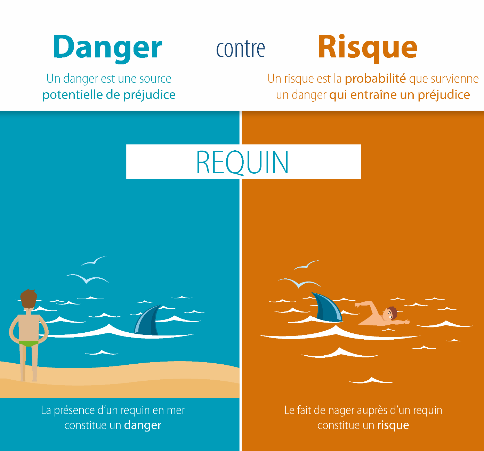 Danger contre Risque
Un danger est une source
potentielle de préjudice
Un risque est la probabilité que survienne
un danger qui entraîne un préjudice
REQUIN
La présence d'un requin en mer
constitue un danger
Le fait de nager auprès d'un requin
constitue un risque